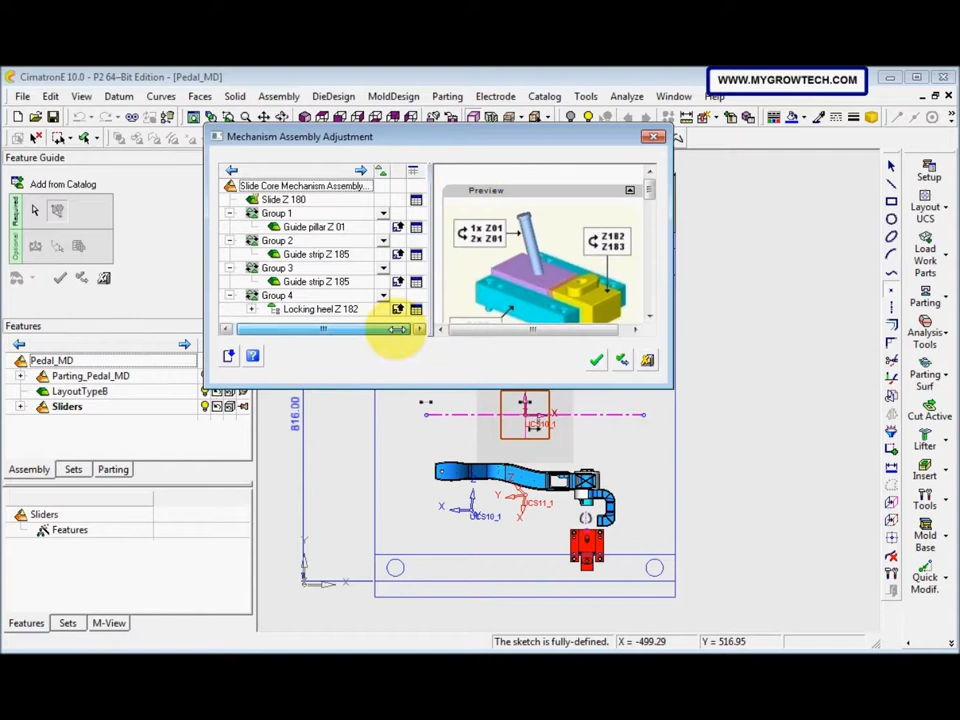 CimatronE 10.0 - P2 64–Bit Edition - [Pedal_MD]
WWW.MYGROWTECH.COM
File Edit View Datum Curves Faces Solid Assembly DieDesign MoldDesign Parting Electrode Catalog Tools Analyze Window Help
Mechanism Assembly Adjustment
Feature Guide
Add from Catalog
Required
Optional
Slide Core Mechanism Assembly...
Slide Z 180
Group 1
Guide pillar Z 01
Group 2
Guide strip Z 185
Group 3
Guide strip Z 185
Group 4
Locking heel Z 182
Preview
1x Z01
2x Z01
Z182
Z183
Setup
Layout
UCS
Load
Work
Parts
Parting
Analysis
Tools
Parting
Surf
Cut Active
Lifter
Insert
Tools
Mold
Base
Quick
Modif.
Features
Pedal_MD
Parting_Pedal_MD
LayoutTypeB
Sliders
Assembly Sets Parting
Sliders
Features
Features Sets M-View
816.00
X
UCS10_1
Z
Y
UCS11_1
X
X
UCS10_1
Y
X
The sketch is fully-defined. X = -499.29 Y = 516.95